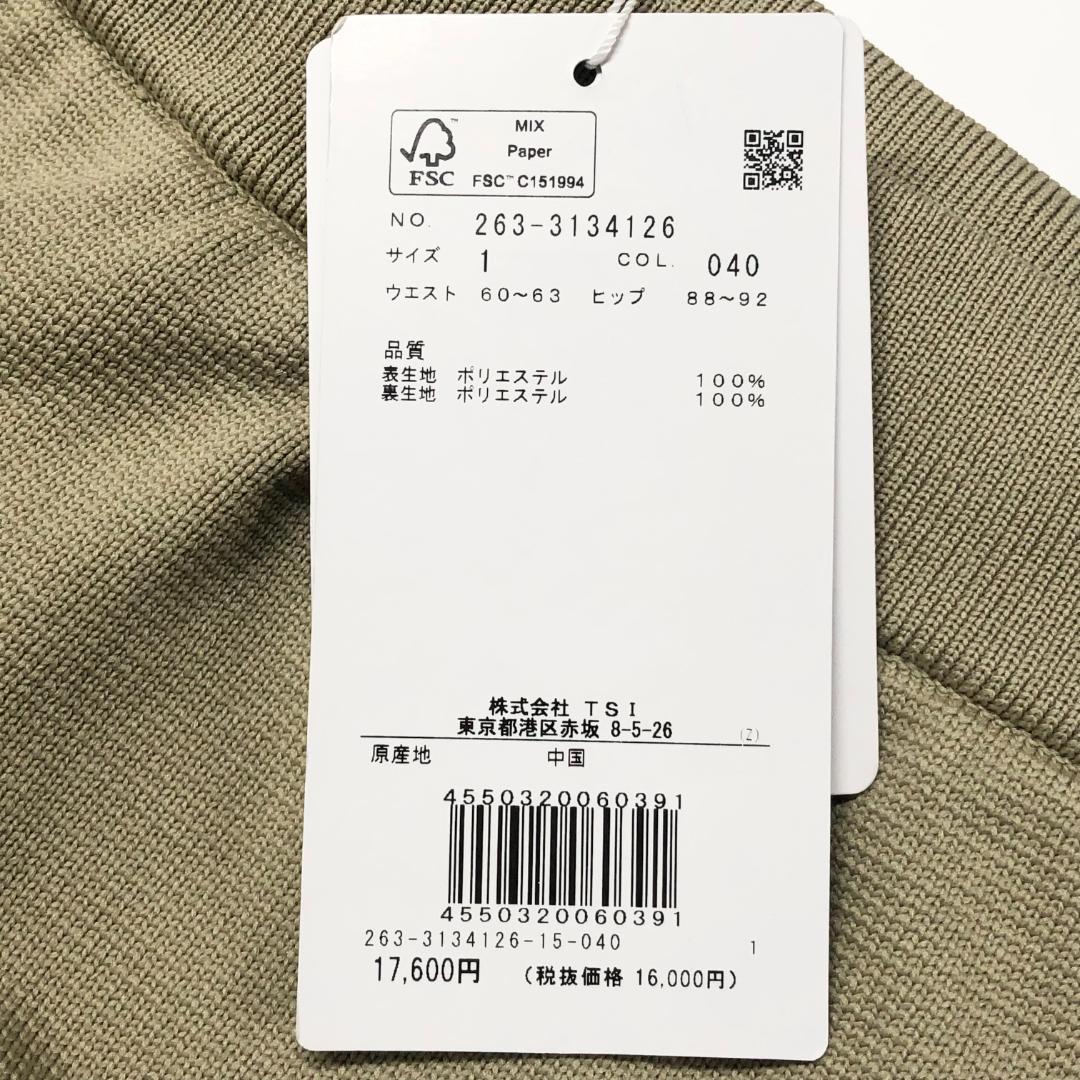 MIX
Paper
FSC™ FSC™ C151994
NO. 263-3134126
サイズ 1 COL. 040
ウエスト 60～63 ヒップ 88～92
品質
表生地 ポリエステル 100%
裏生地 ポリエステル 100%
株式会社 TSI
東京都港区赤坂 8-5-26 (Z)
原産地 中国
4550320060391
4550320060391
263-3134126-15-040 1
17,600円 (税抜価格 16,000円)